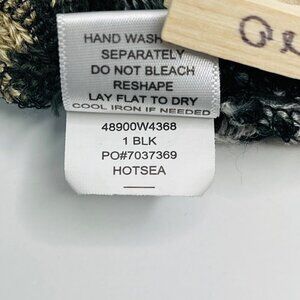 HAND WASH
SEPARATELY
DO NOT BLEACH
RESHAPE
LAY FLAT TO DRY
COOL IRON IF NEEDED
48900W4368
1 BLK
PO#7037369
HOTSEA